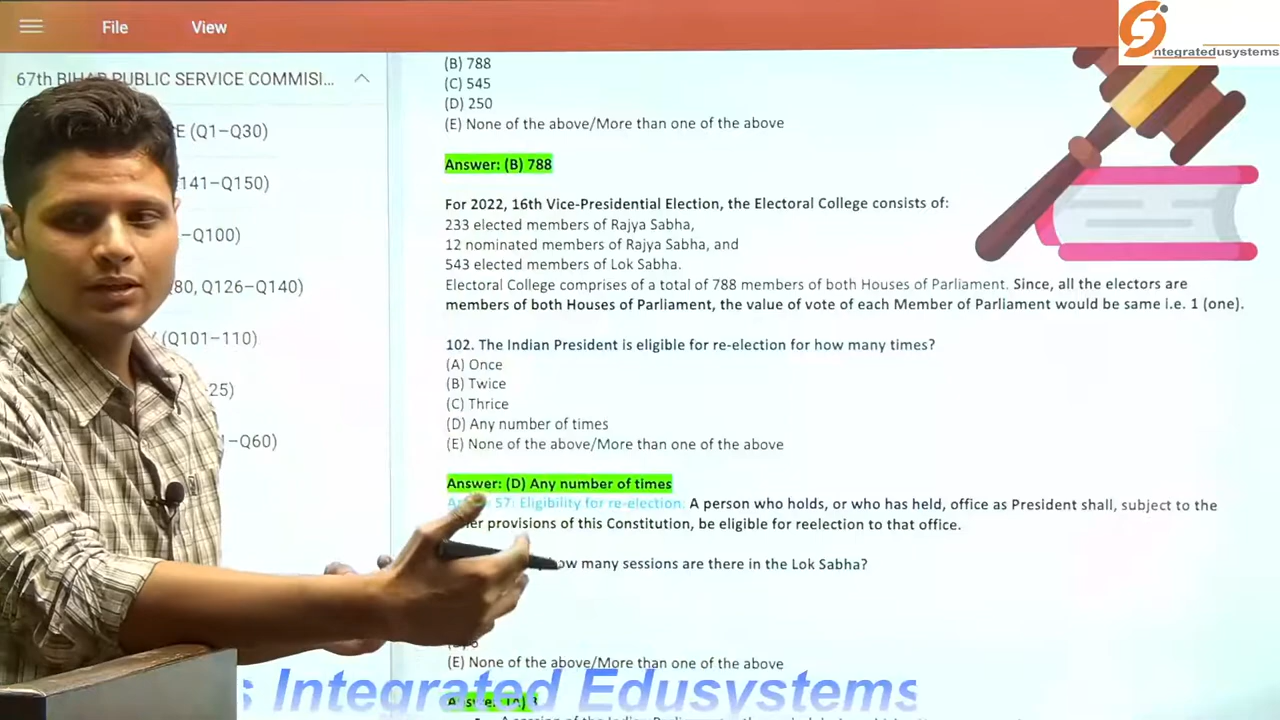 File View
ntegratedusystems
67th BIHAR PUBLIC SERVICE COMMISI...
E (Q1–Q30)
141–Q150)
–Q100)
80, Q126–Q140)
(Q101–110)
-25)
–Q60)
(B) 788
(C) 545
(D) 250
(E) None of the above/More than one of the above
Answer: (B) 788
For 2022, 16th Vice-Presidential Election, the Electoral College consists of:
233 elected members of Rajya Sabha,
12 nominated members of Rajya Sabha, and
543 elected members of Lok Sabha.
Electoral College comprises of a total of 788 members of both Houses of Parliament. Since, all the electors are
members of both Houses of Parliament, the value of vote of each Member of Parliament would be same i.e. 1 (one).
102. The Indian President is eligible for re-election for how many times?
(A) Once
(B) Twice
(C) Thrice
(D) Any number of times
(E) None of the above/More than one of the above
Answer: (D) Any number of times
57: Eligibility for re-election: A person who holds, or who has held, office as President shall, subject to the
provisions of this Constitution, be eligible for reelection to that office.
many sessions are there in the Lok Sabha?
(E) None of the above/More than one of the above
s Integrated Edusystems